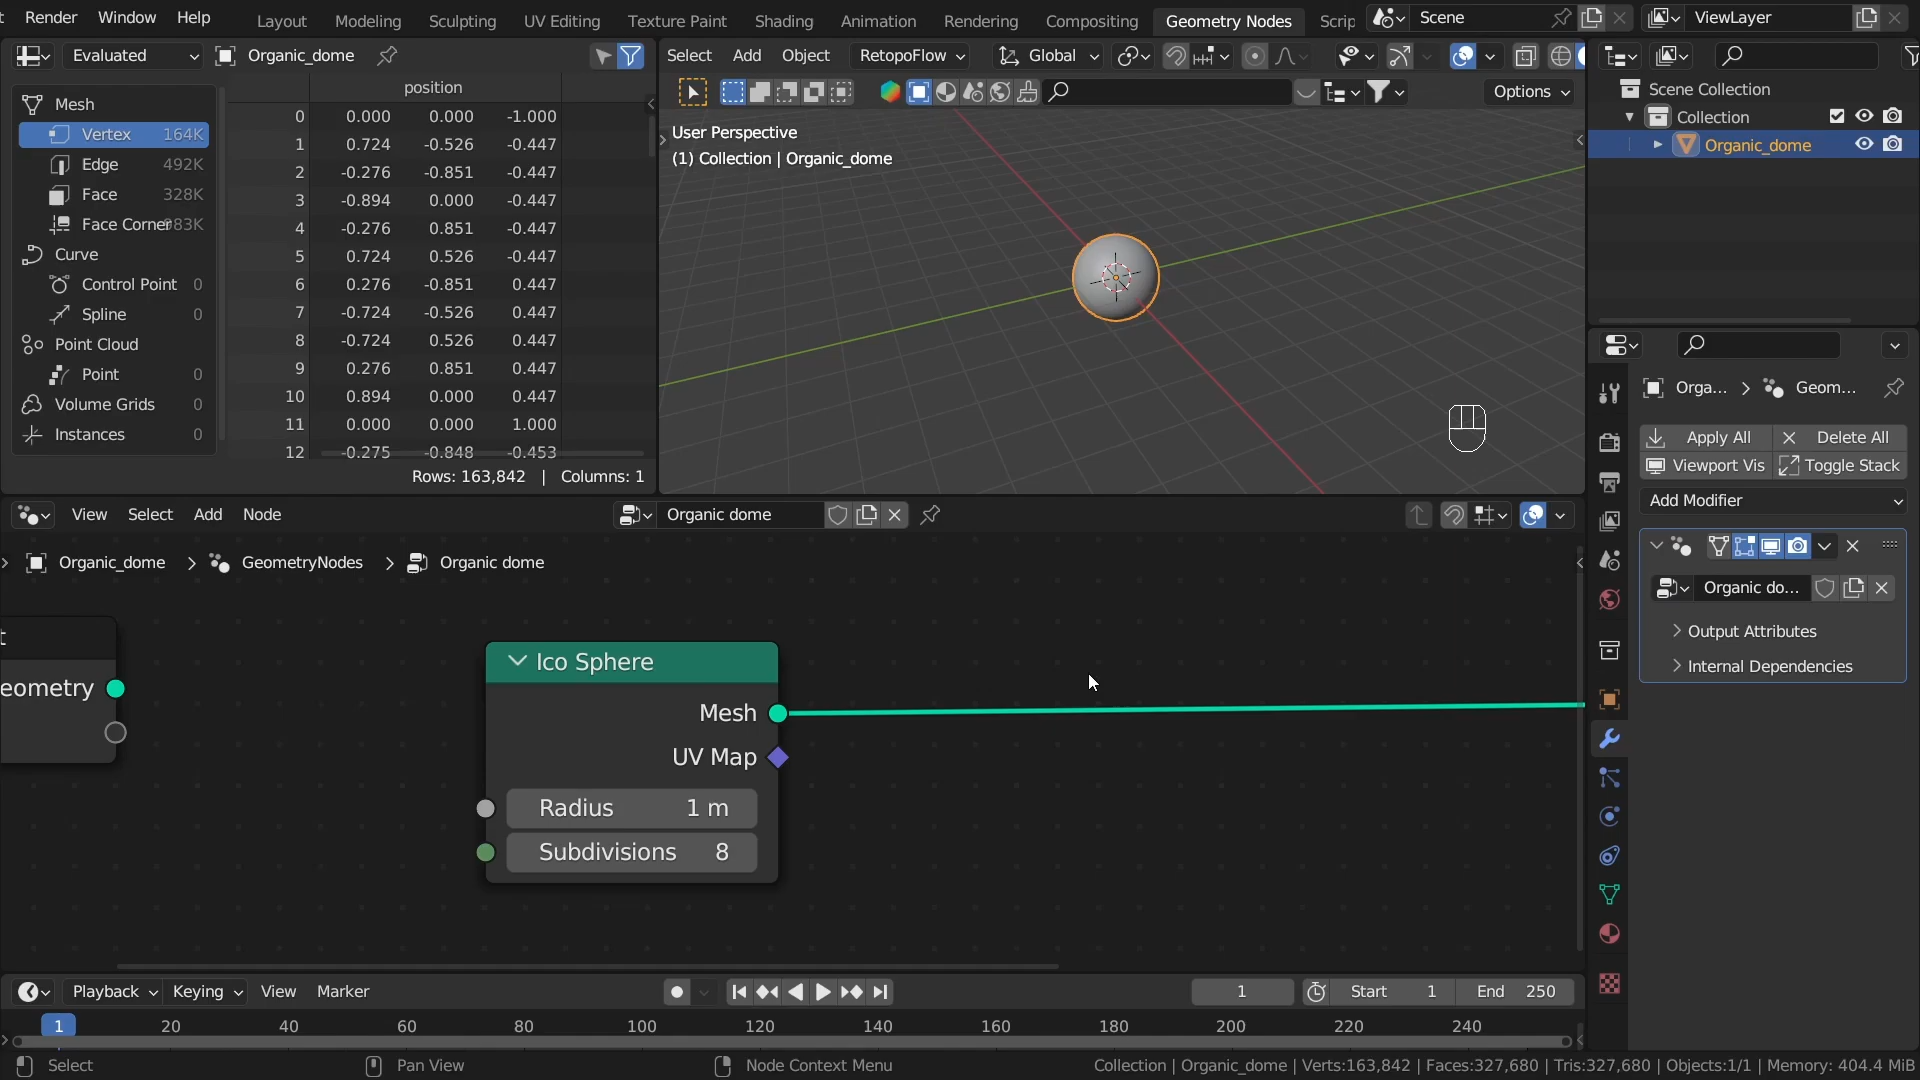 Render Window Help Layout Modeling Sculpting UV Editing Texture Paint Shading Animation Rendering Compositing Geometry Nodes Scrip Scene ViewLayer
Evaluated Organic_dome
Select Add Object RetopoFlow Global
position
Mesh
Vertex 164K
Edge 492K
Face 328K
Face Corner 983K
Curve
Control Point 0
Spline 0
Point Cloud
Point 0
Volume Grids 0
Instances 0
0 0.000 0.000 -1.000
1 0.724 -0.526 -0.447
2 -0.276 -0.851 -0.447
3 -0.894 0.000 -0.447
4 -0.276 0.851 -0.447
5 0.724 0.526 -0.447
6 0.276 -0.851 0.447
7 -0.724 -0.526 0.447
8 -0.724 0.526 0.447
9 0.276 0.851 0.447
10 0.894 0.000 0.447
11 0.000 0.000 1.000
12 -0.275 -0.848 -0.453
Rows: 163,842 | Columns: 1
Options
User Perspective
(1) Collection | Organic_dome
Scene Collection
Collection
Organic_dome
Orga... Geom...
Apply All Delete All
Viewport Vis Toggle Stack
Add Modifier
Organic do...
Output Attributes
Internal Dependencies
View Select Add Node Organic dome
Organic_dome GeometryNodes Organic dome
t
eometry
Ico Sphere
Mesh
UV Map
Radius 1 m
Subdivisions 8
Playback Keying View Marker 1 Start 1 End 250
1 20 40 60 80 100 120 140 160 180 200 220 240
Select Pan View Node Context Menu Collection | Organic_dome | Verts:163,842 | Faces:327,680 | Tris:327,680 | Objects:1/1 | Memory: 404.4 MiB